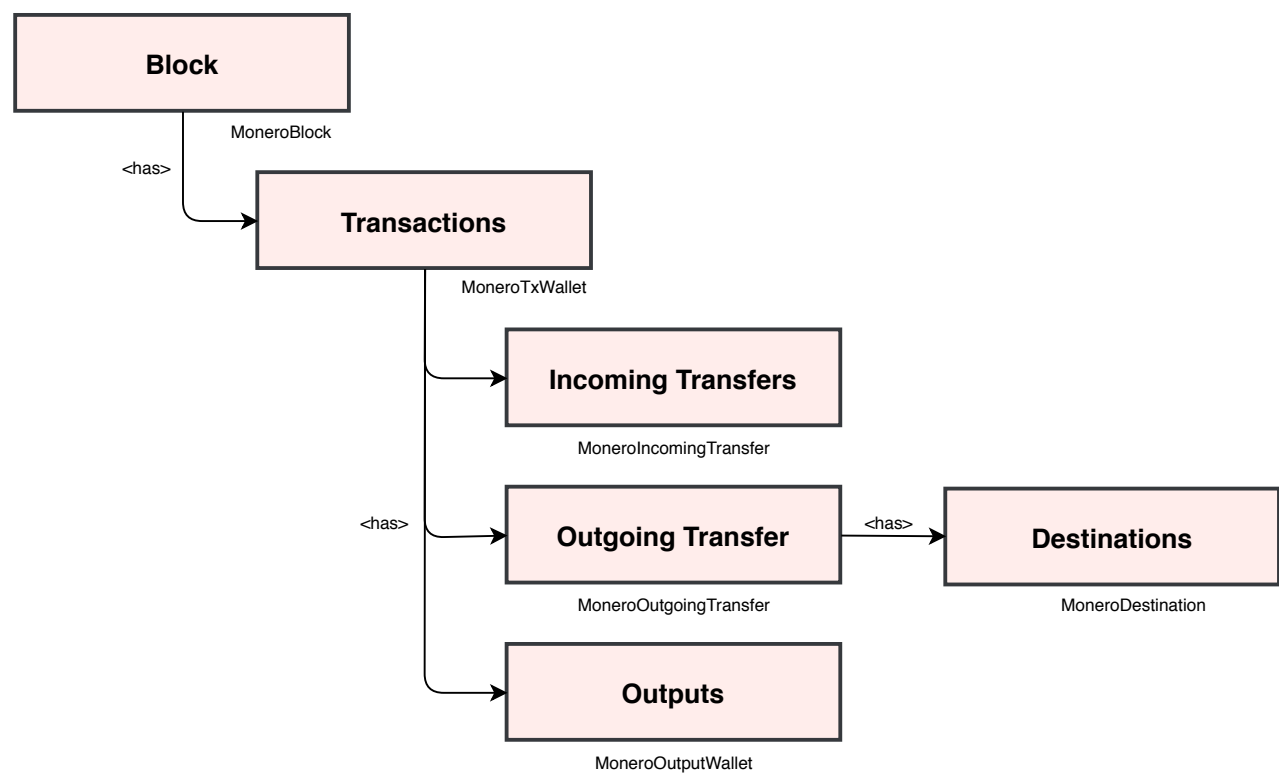 Block
MoneroBlock
<has>
Transactions
MoneroTxWallet
Incoming Transfers
MoneroIncomingTransfer
<has>
Outgoing Transfer
<has>
Destinations
MoneroOutgoingTransfer
MoneroDestination
Outputs
MoneroOutputWallet